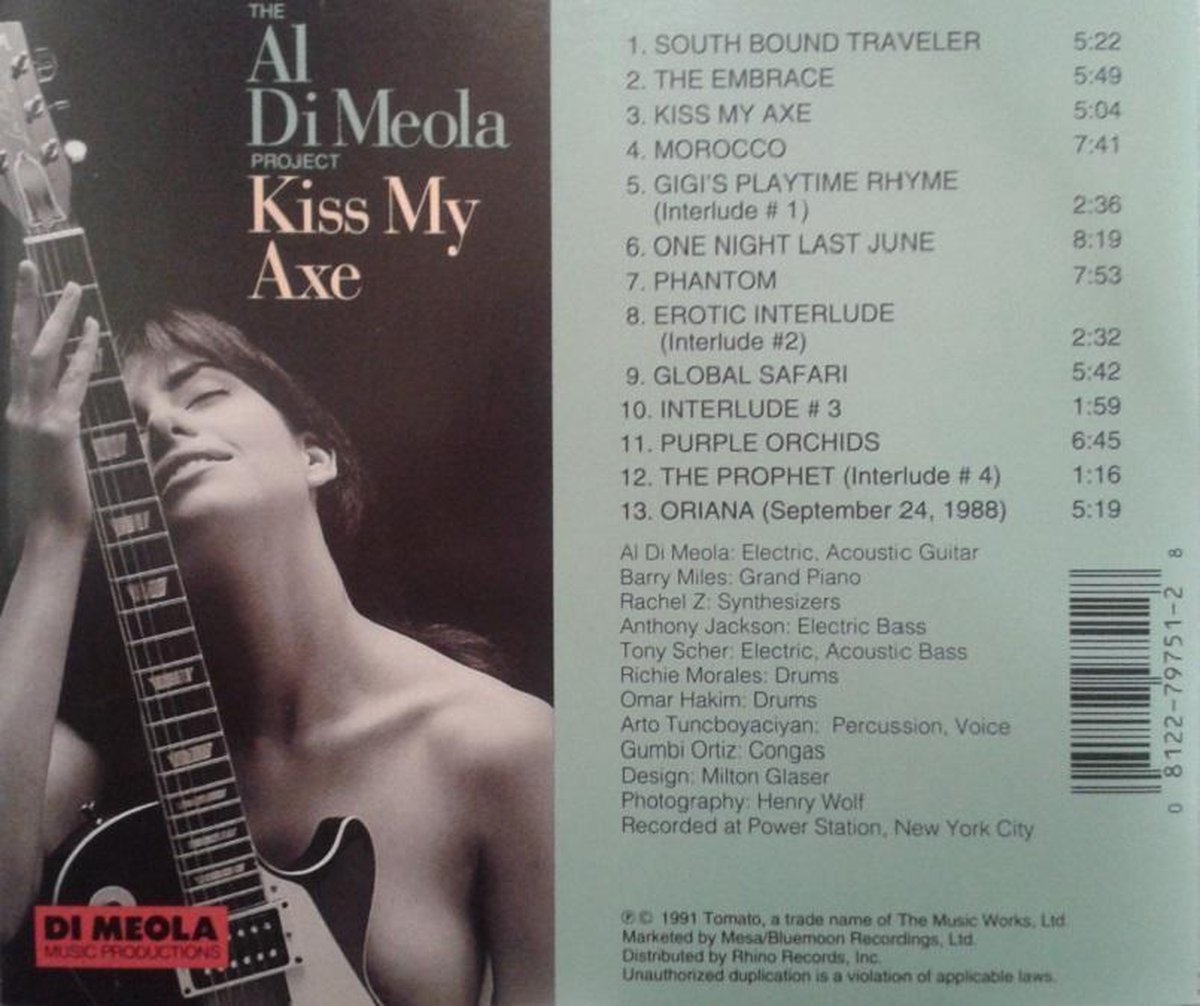 THE
Al
Di Meola
PROJECT
Kiss My
Axe
DI MEOLA
MUSIC PRODUCTIONS
1. SOUTH BOUND TRAVELER 5:22
2. THE EMBRACE 5:49
3. KISS MY AXE 5:04
4. MOROCCO 7:41
5. GIGI'S PLAYTIME RHYME
(Interlude # 1) 2:36
6. ONE NIGHT LAST JUNE 8:19
7. PHANTOM 7:53
8. EROTIC INTERLUDE
(Interlude #2) 2:32
9. GLOBAL SAFARI 5:42
10. INTERLUDE # 3 1:59
11. PURPLE ORCHIDS 6:45
12. THE PROPHET (Interlude # 4) 1:16
13. ORIANA (September 24, 1988) 5:19
Al Di Meola: Electric, Acoustic Guitar
Barry Miles: Grand Piano
Rachel Z: Synthesizers
Anthony Jackson: Electric Bass
Tony Scher: Electric, Acoustic Bass
Richie Morales: Drums
Omar Hakim: Drums
Arto Tuncboyaciyan: Percussion, Voice
Gumbi Ortiz: Congas
Design: Milton Glaser
Photography: Henry Wolf
Recorded at Power Station, New York City
℗© 1991 Tomato, a trade name of The Music Works, Ltd.
Marketed by Mesa/Bluemoon Recordings, Ltd.
Distributed by Rhino Records, Inc.
Unauthorized duplication is a violation of applicable laws.
0 8122-79751-2 8